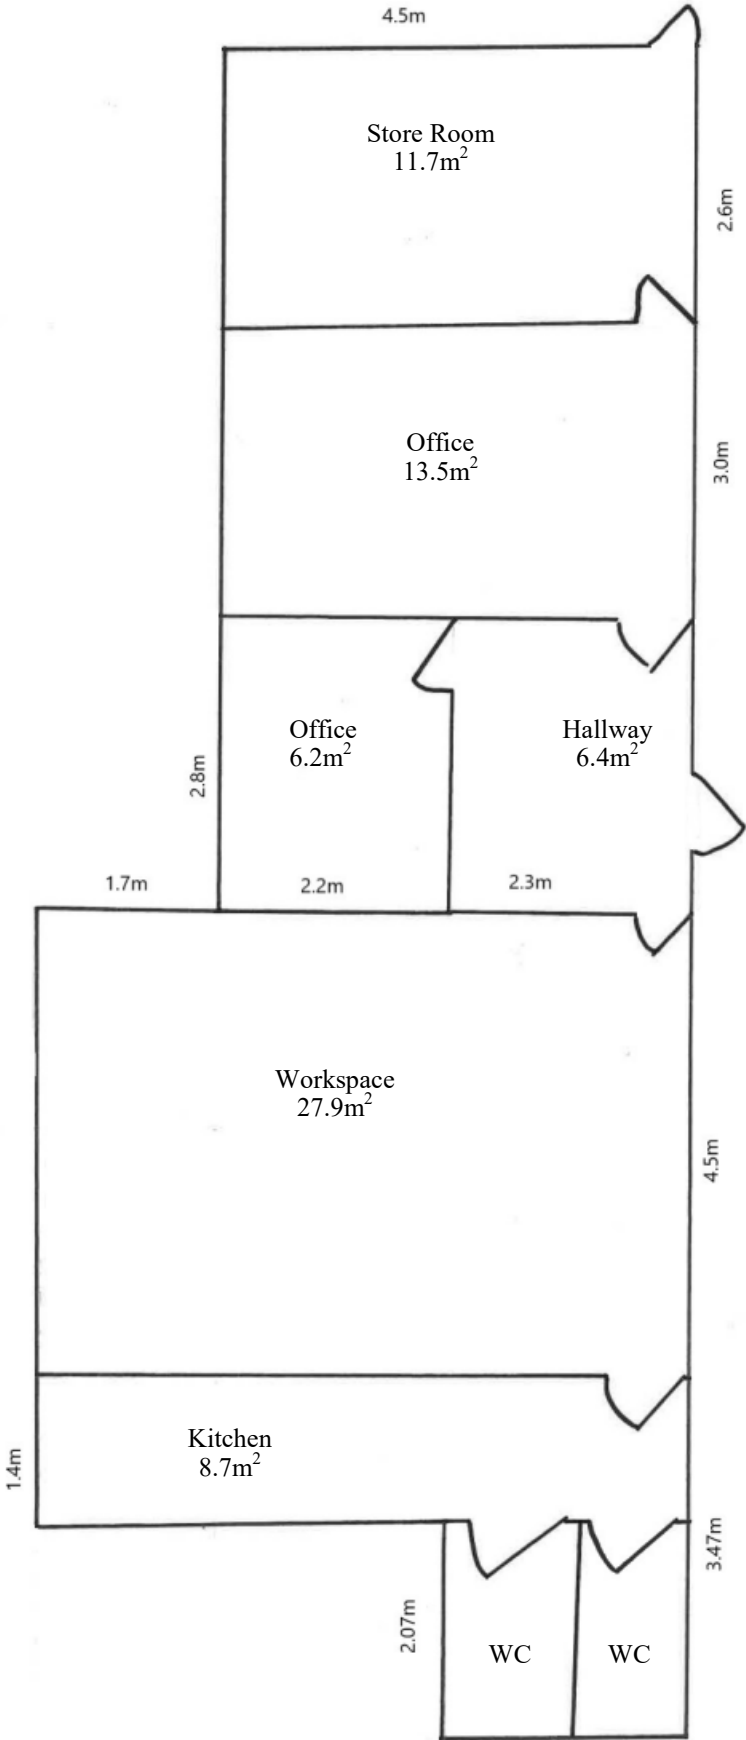 4.5m
Store Room
11.7m²
2.6m
Office
13.5m²
3.0m
Office
6.2m²
Hallway
6.4m²
2.8m
1.7m
2.2m
2.3m
Workspace
27.9m²
4.5m
Kitchen
8.7m²
1.4m
3.47m
2.07m
WC
WC